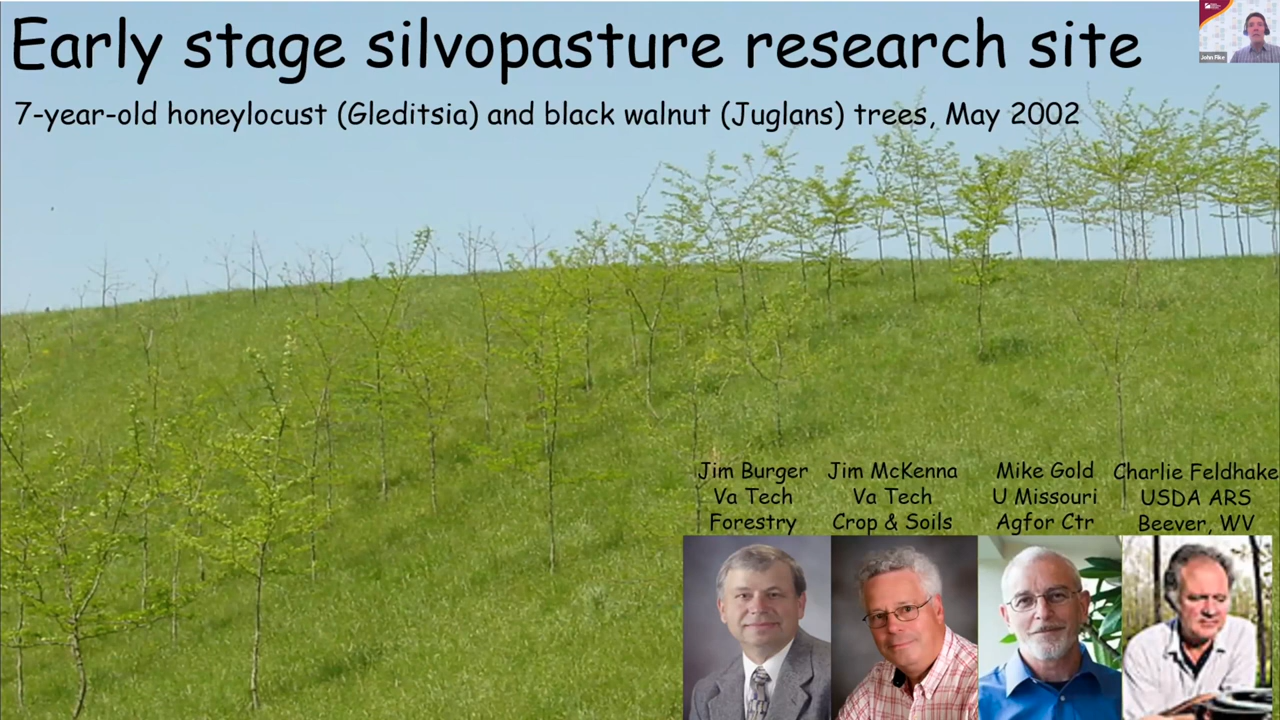 Early stage silvopasture research site
7-year-old honeylocust (Gleditsia) and black walnut (Juglans) trees, May 2002
John Fike
Jim Burger
Va Tech
Forestry
Jim McKenna
Va Tech
Crop & Soils
Mike Gold
U Missouri
Agfor Ctr
Charlie Feldhake
USDA ARS
Beever, WV